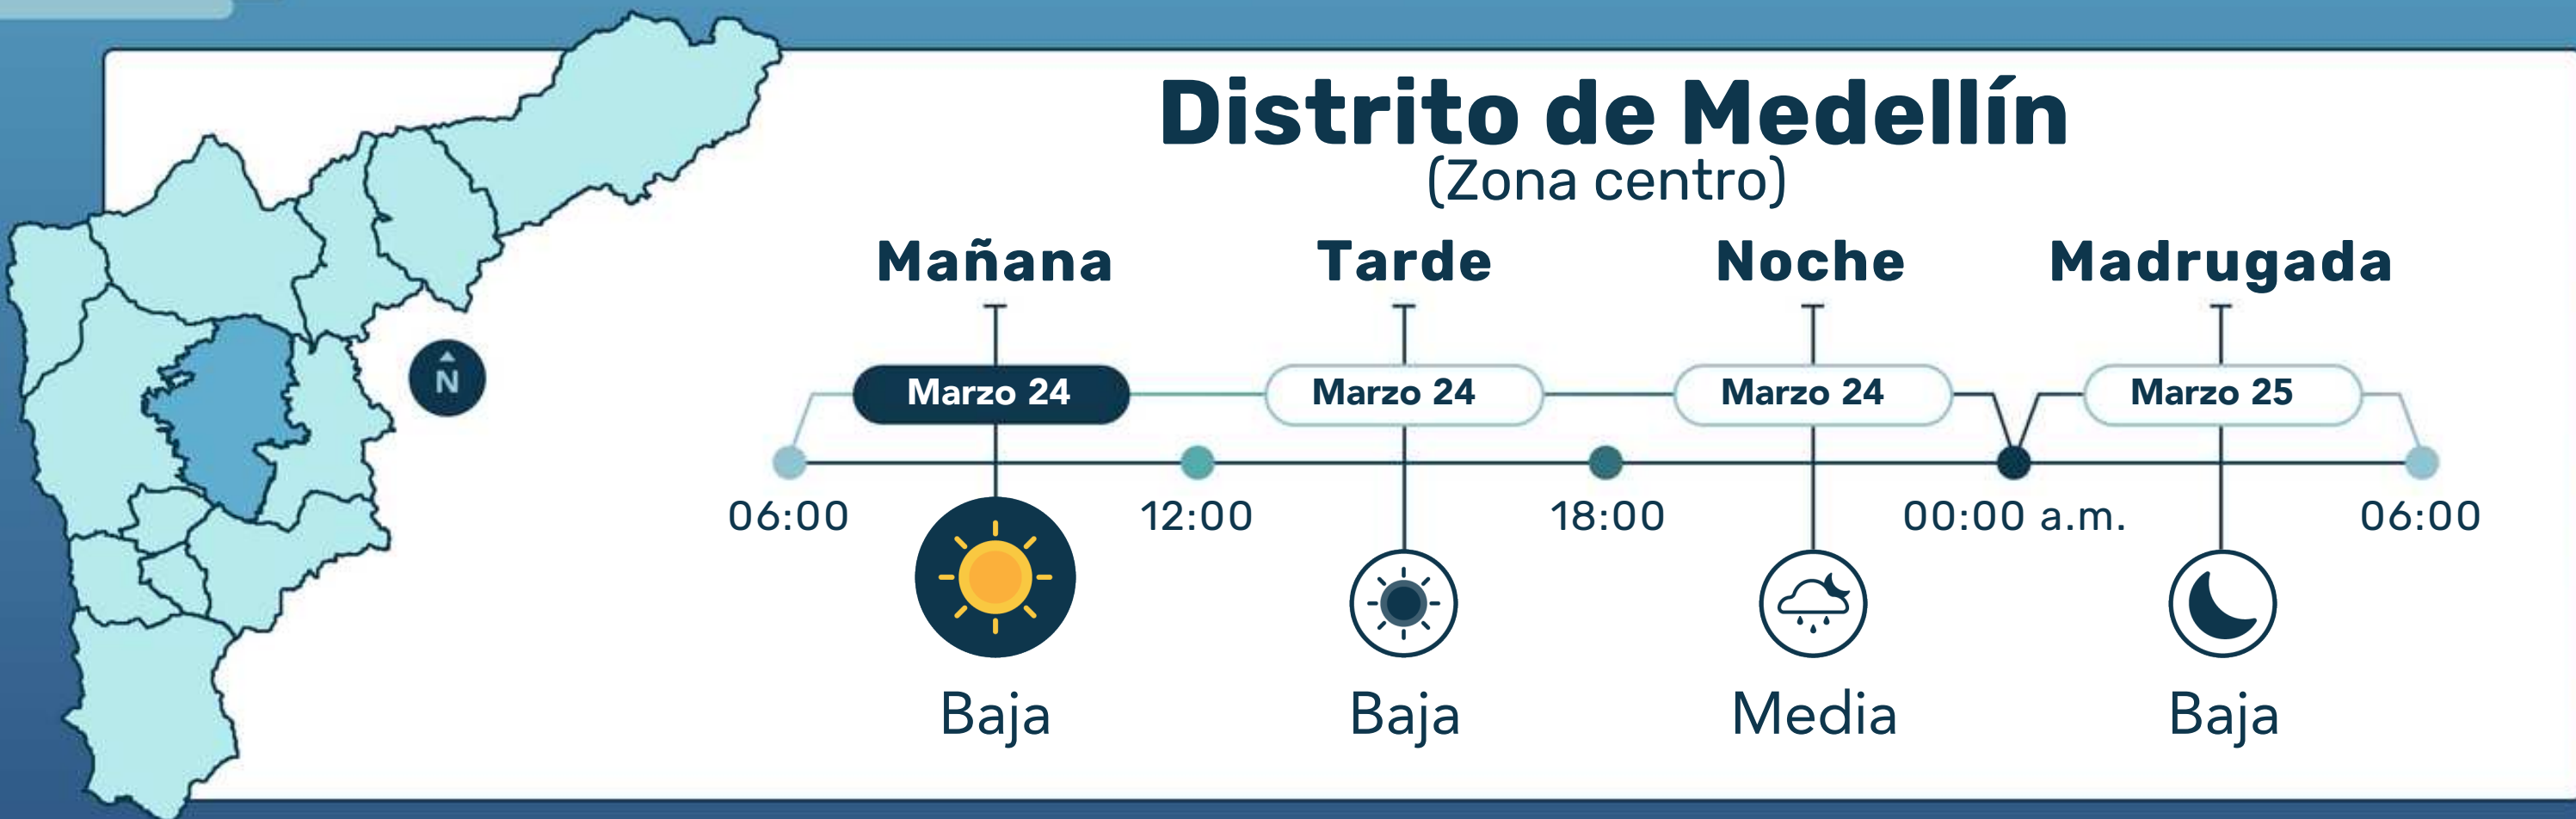 Distrito de Medellín
(Zona centro)
Mañana Tarde Noche Madrugada
Marzo 24 Marzo 24 Marzo 24 Marzo 25
N
06:00 12:00 18:00 00:00 a.m. 06:00
Baja Baja Media Baja